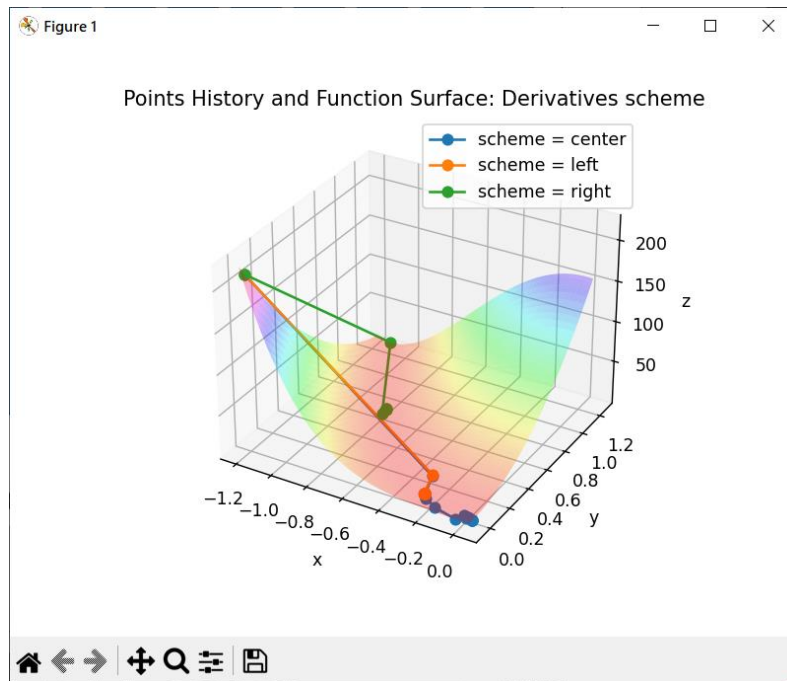 Figure 1
Points History and Function Surface: Derivatives scheme
scheme = center
scheme = left
scheme = right
200
150
100
50
z
−1.2
−1.0
−0.8
−0.6
−0.4
−0.2
0.0
x
0.0
0.2
0.4
0.6
0.8
1.0
1.2
y